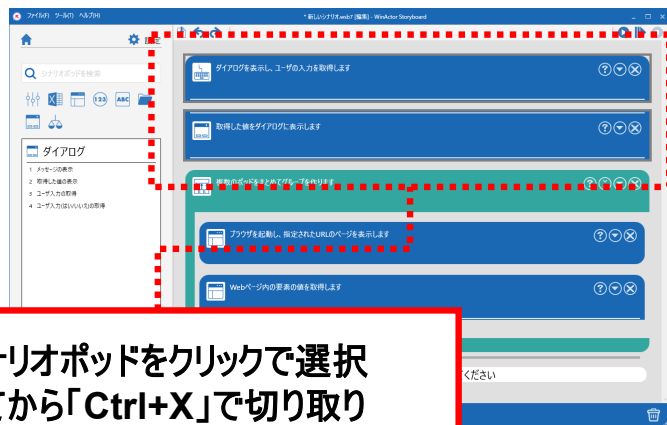 ファイル(F) ツール(T) ヘルプ(H)
* 新しいシナリオ.wsb7 [編集] - WinActor Storyboard
設定
シナリオポッドを検索
123
ABC
ダイアログ
1 メッセージの表示
2 取得した値の表示
3 ユーザ入力の取得
4 ユーザ入力(はい/いいえ)の取得
ダイアログを表示し、ユーザの入力を取得します
取得した値をダイアログに表示します
複数のポッドをまとめてグループを作ります
ブラウザを起動し、指定されたURLのページを表示します
Webページ内の要素の値を取得します
ください
ナリオポッドをクリックで選択
てから「Ctrl+X」で切り取り